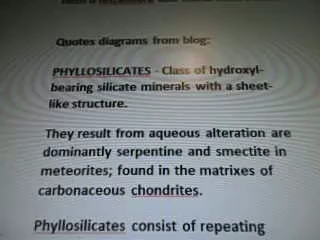 Quotes diagrams from blog:
PHYLLOSILICATES - Class of hydroxyl-
bearing silicate minerals with a sheet-
like structure.
They result from aqueous alteration are
dominantly serpentine and smectite in
meteorites; found in the matrixes of
carbonaceous chondrites.
Phyllosilicates consist of repeating